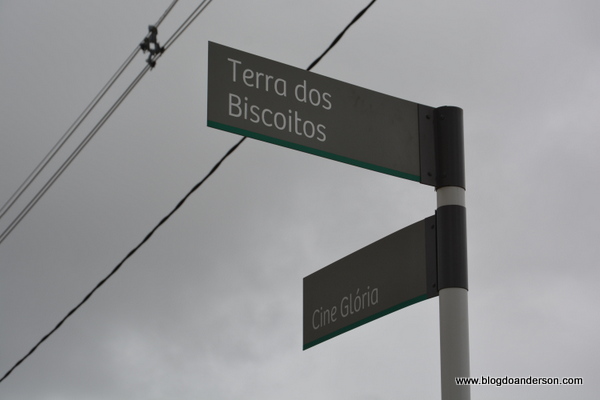 Terra dos
Biscoitos
Cine Glória
www.blogdoanderson.com